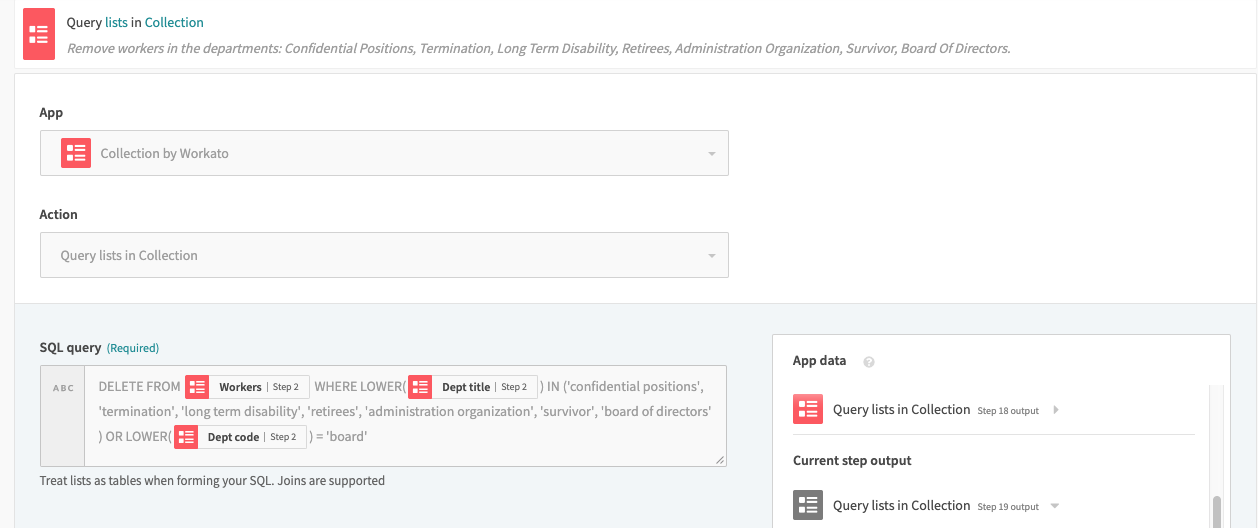 Query lists in Collection
Remove workers in the departments: Confidential Positions, Termination, Long Term Disability, Retirees, Administration Organization, Survivor, Board Of Directors.
App
Collection by Workato
Action
Query lists in Collection
SQL query (Required)
ABC
DELETE FROM Workers | Step 2 WHERE LOWER( Dept title | Step 2 ) IN ('confidential positions',
'termination', 'long term disability', 'retirees', 'administration organization', 'survivor', 'board of directors'
) OR LOWER( Dept code | Step 2 ) = 'board'
Treat lists as tables when forming your SQL. Joins are supported
App data ?
Query lists in Collection Step 18 output
Current step output
Query lists in Collection Step 19 output